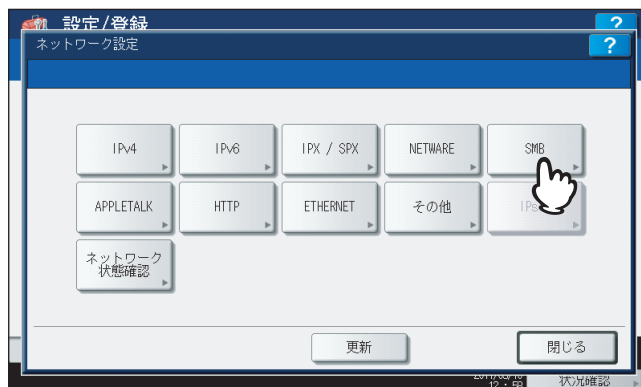 設定/登録
?
ネットワーク設定
?
IPv4
IPv6
IPX / SPX
NETWARE
SMB
APPLETALK
HTTP
ETHERNET
その他
ネットワーク
状態確認
更新
閉じる
状況確認